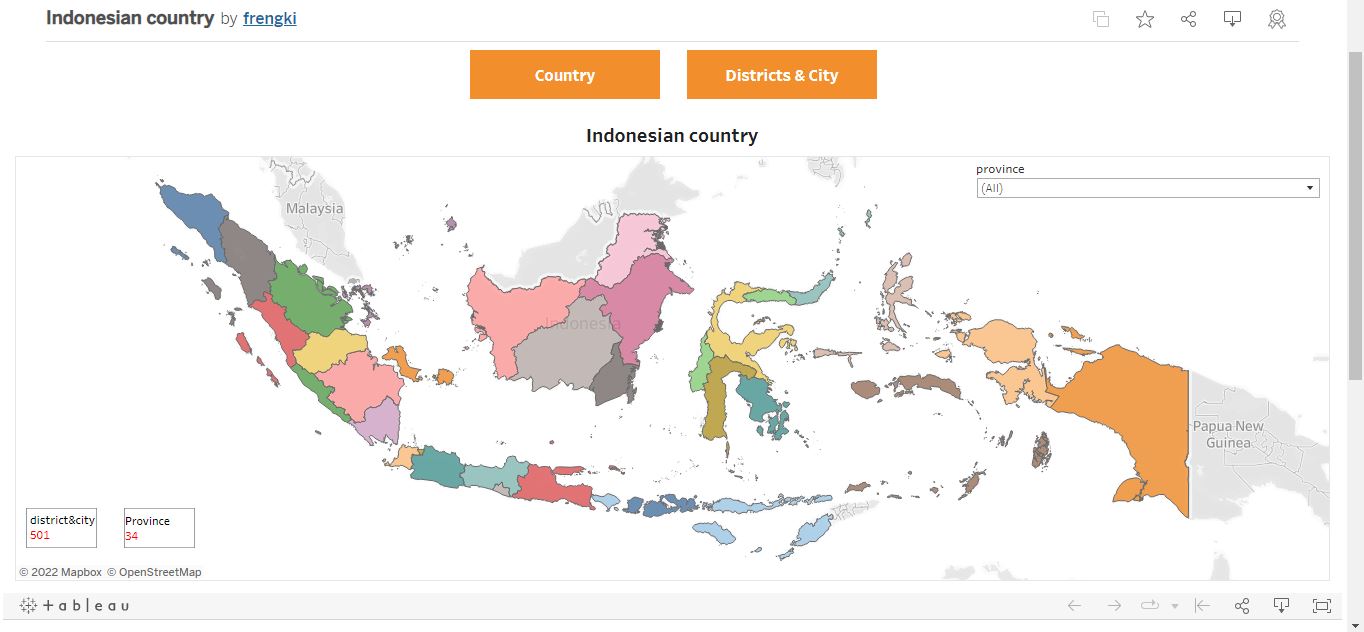 Indonesian country by frengki
Country
Districts & City
Indonesian country
province
(All)
Malaysia
Indonesia
Papua New
Guinea
district&city
501
Province
34
© 2022 Mapbox © OpenStreetMap
+ableau